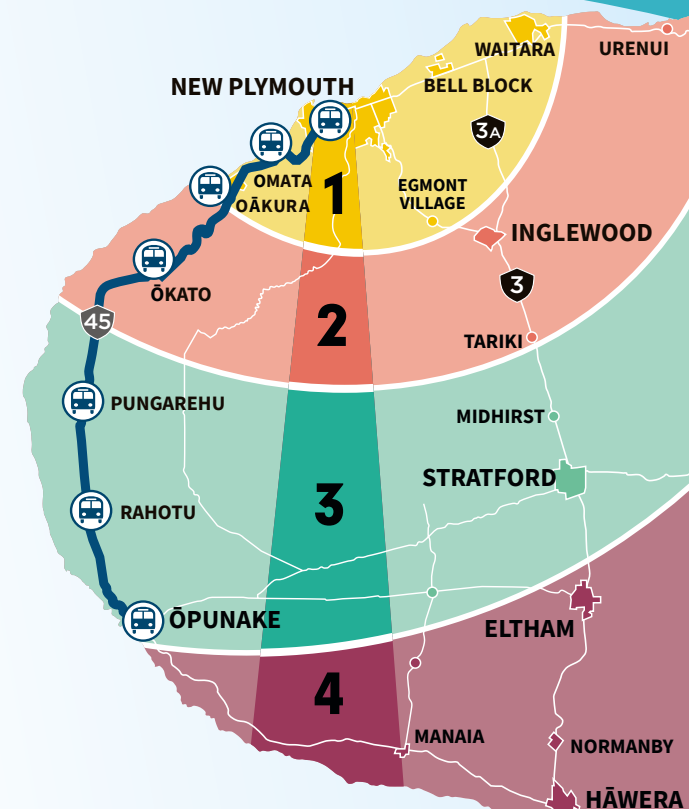 WAITARA
URENUI
NEW PLYMOUTH
BELL BLOCK
3A
OMATA
1
EGMONT
VILLAGE
OĀKURA
INGLEWOOD
ŌKATO
3
45
2
TARIKI
PUNGAREHU
MIDHIRST
STRATFORD
3
RAHOTU
ŌPUNAKE
ELTHAM
4
MANAIA
NORMANBY
HĀWERA